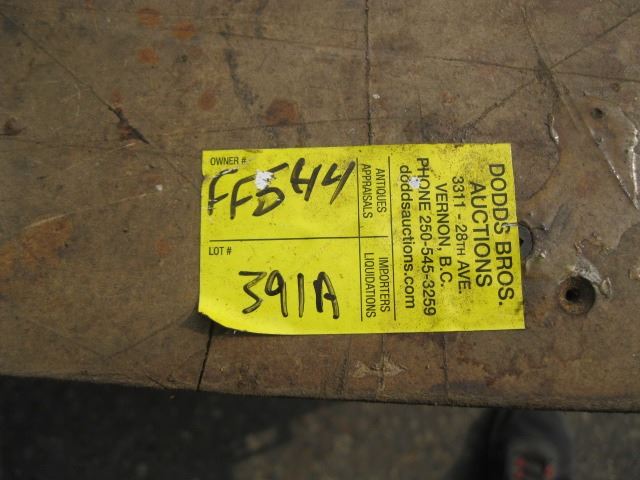 OWNER #
FF544
LOT #
391A
ANTIQUES
APPRAISALS
IMPORTERS
LIQUIDATIONS
DODDS BROS.
AUCTIONS
3311 - 28TH AVE.
VERNON, B.C.
PHONE 250-545-3259
doddsauctions.com